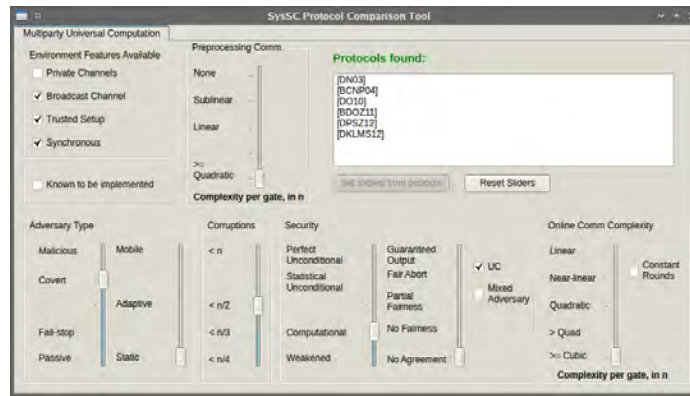 SysSC Protocol Comparison Tool
Multiparty Universal Computation
Environment Features Available
Private Channels
Broadcast Channel
Trusted Setup
Synchronous
Known to be implemented
Preprocessing Comm.
None
Sublinear
Linear
>=
Quadratic
Complexity per gate, in n
Protocols found:
[DN03]
[BCNP04]
[DO10]
[BDOZ11]
[DPSZ12]
[DKLMS12]
Set Sliders from protocol
Reset Sliders
Adversary Type
Malicious
Covert
Fail-stop
Passive
Mobile
Adaptive
Static
Corruptions
< n
< n/2
< n/3
< n/4
Security
Perfect
Unconditional
Statistical
Unconditional
Computational
Weakened
Guaranteed
Output
Fair Abort
Partial
Fairness
No Fairness
No Agreement
UC
Mixed
Adversary
Online Comm Complexity
Linear
Near-linear
Quadratic
> Quad
>= Cubic
Complexity per gate, in n
Constant
Rounds